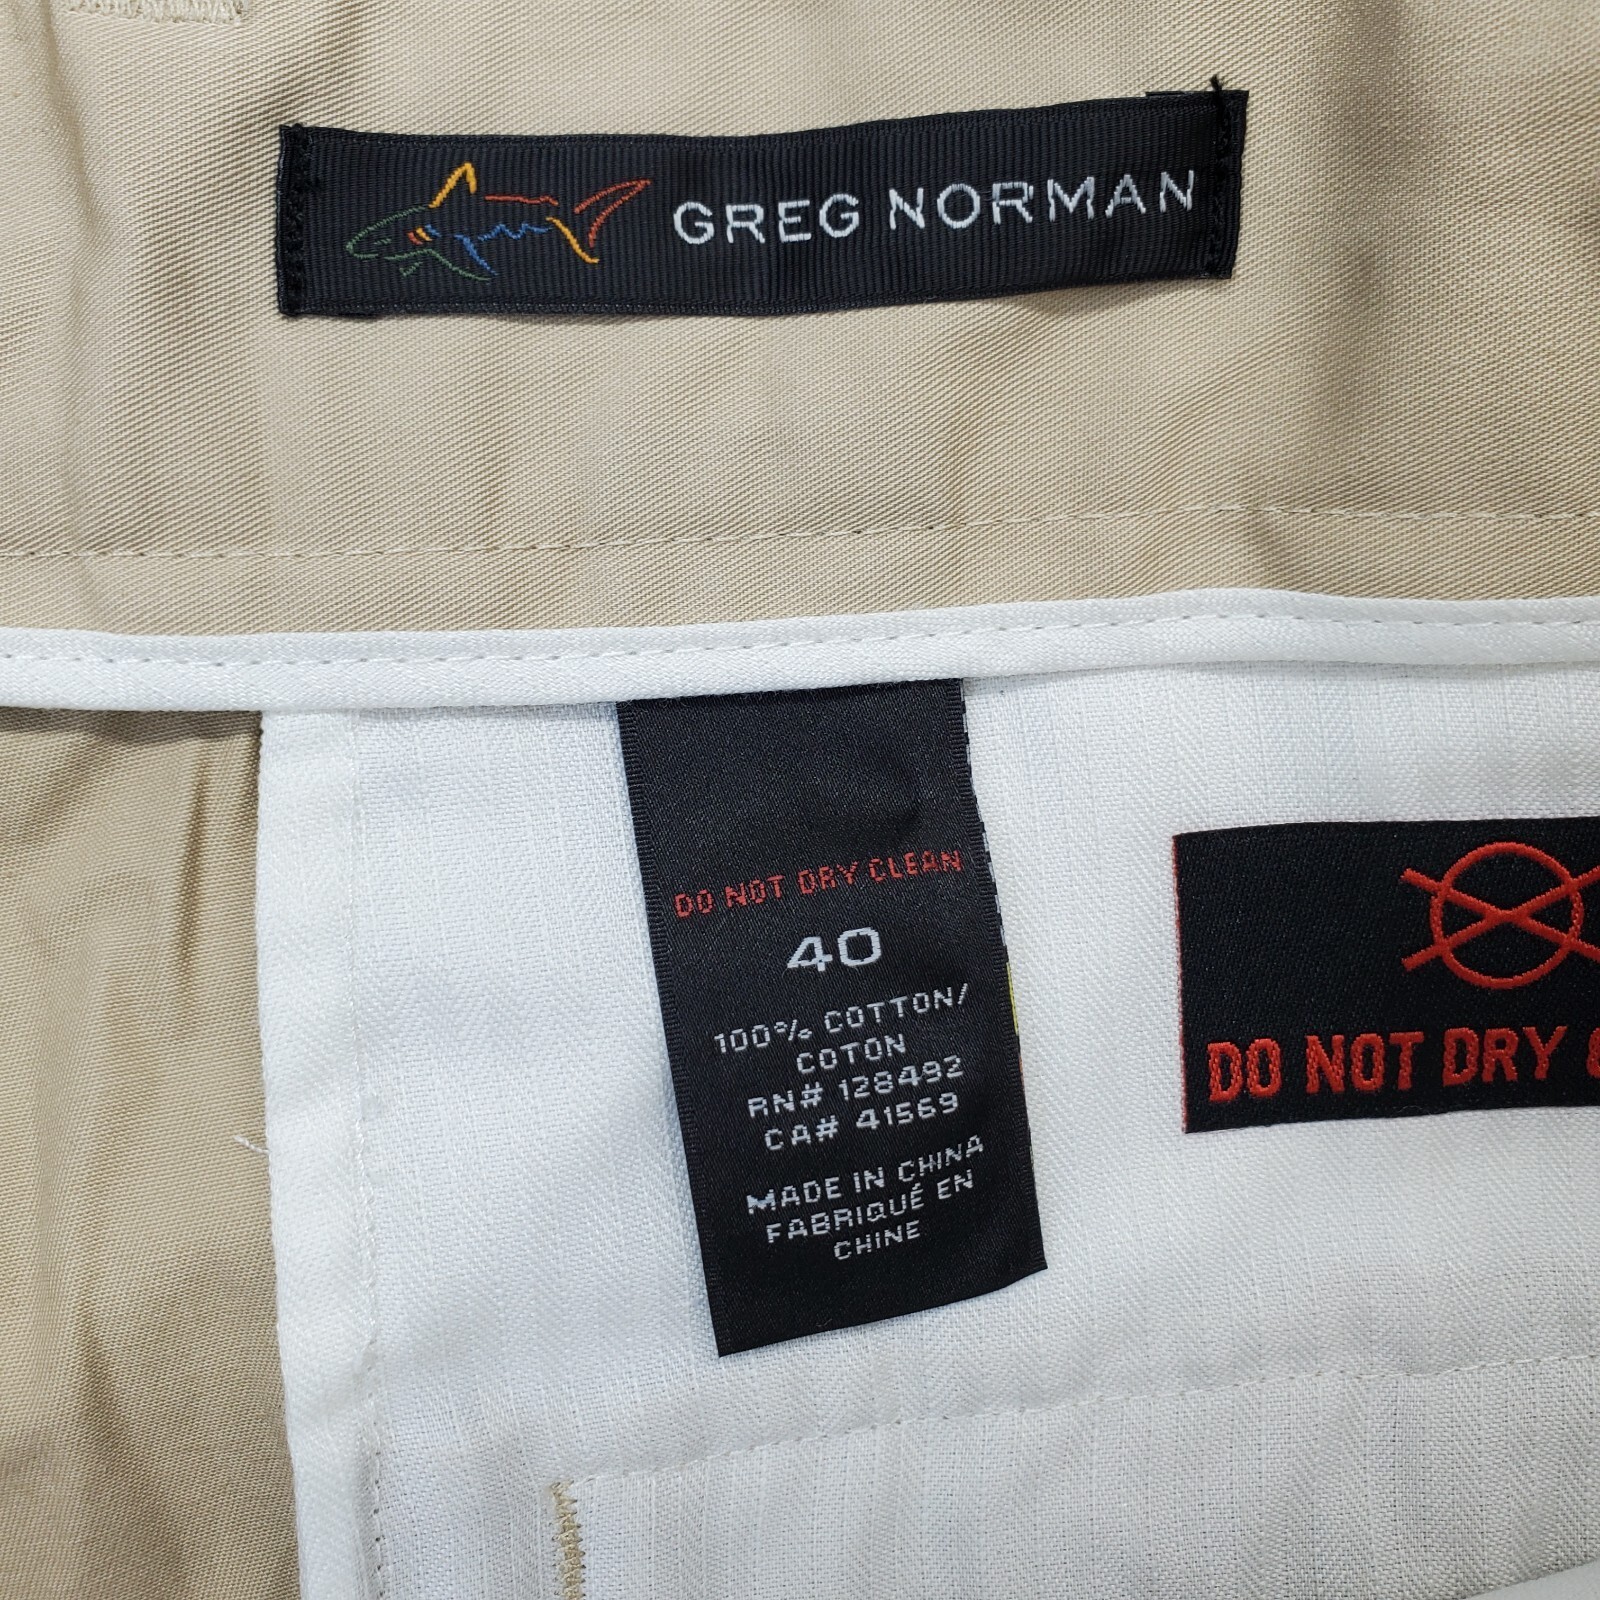 GREG NORMAN
DO NOT DRY CLEAN
40
100% COTTON/
COTON
RN# 128492
CA# 41569
MADE IN CHINA
FABRIQUÉ EN
CHINE
DO NOT DRY